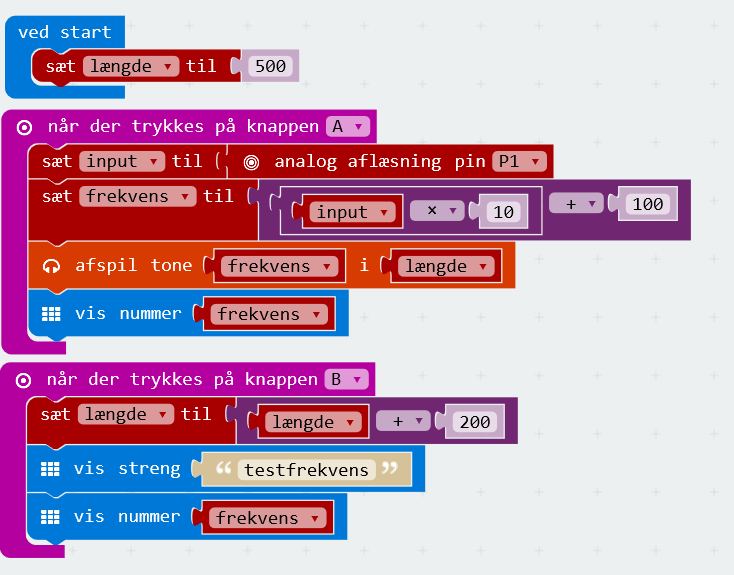 ved start
sæt længde til 500
når der trykkes på knappen A
sæt input til analog aflæsning pin P1
sæt frekvens til input × 10 + 100
afspil tone frekvens i længde
vis nummer frekvens
når der trykkes på knappen B
sæt længde til længde + 200
vis streng “ testfrekvens ”
vis nummer frekvens